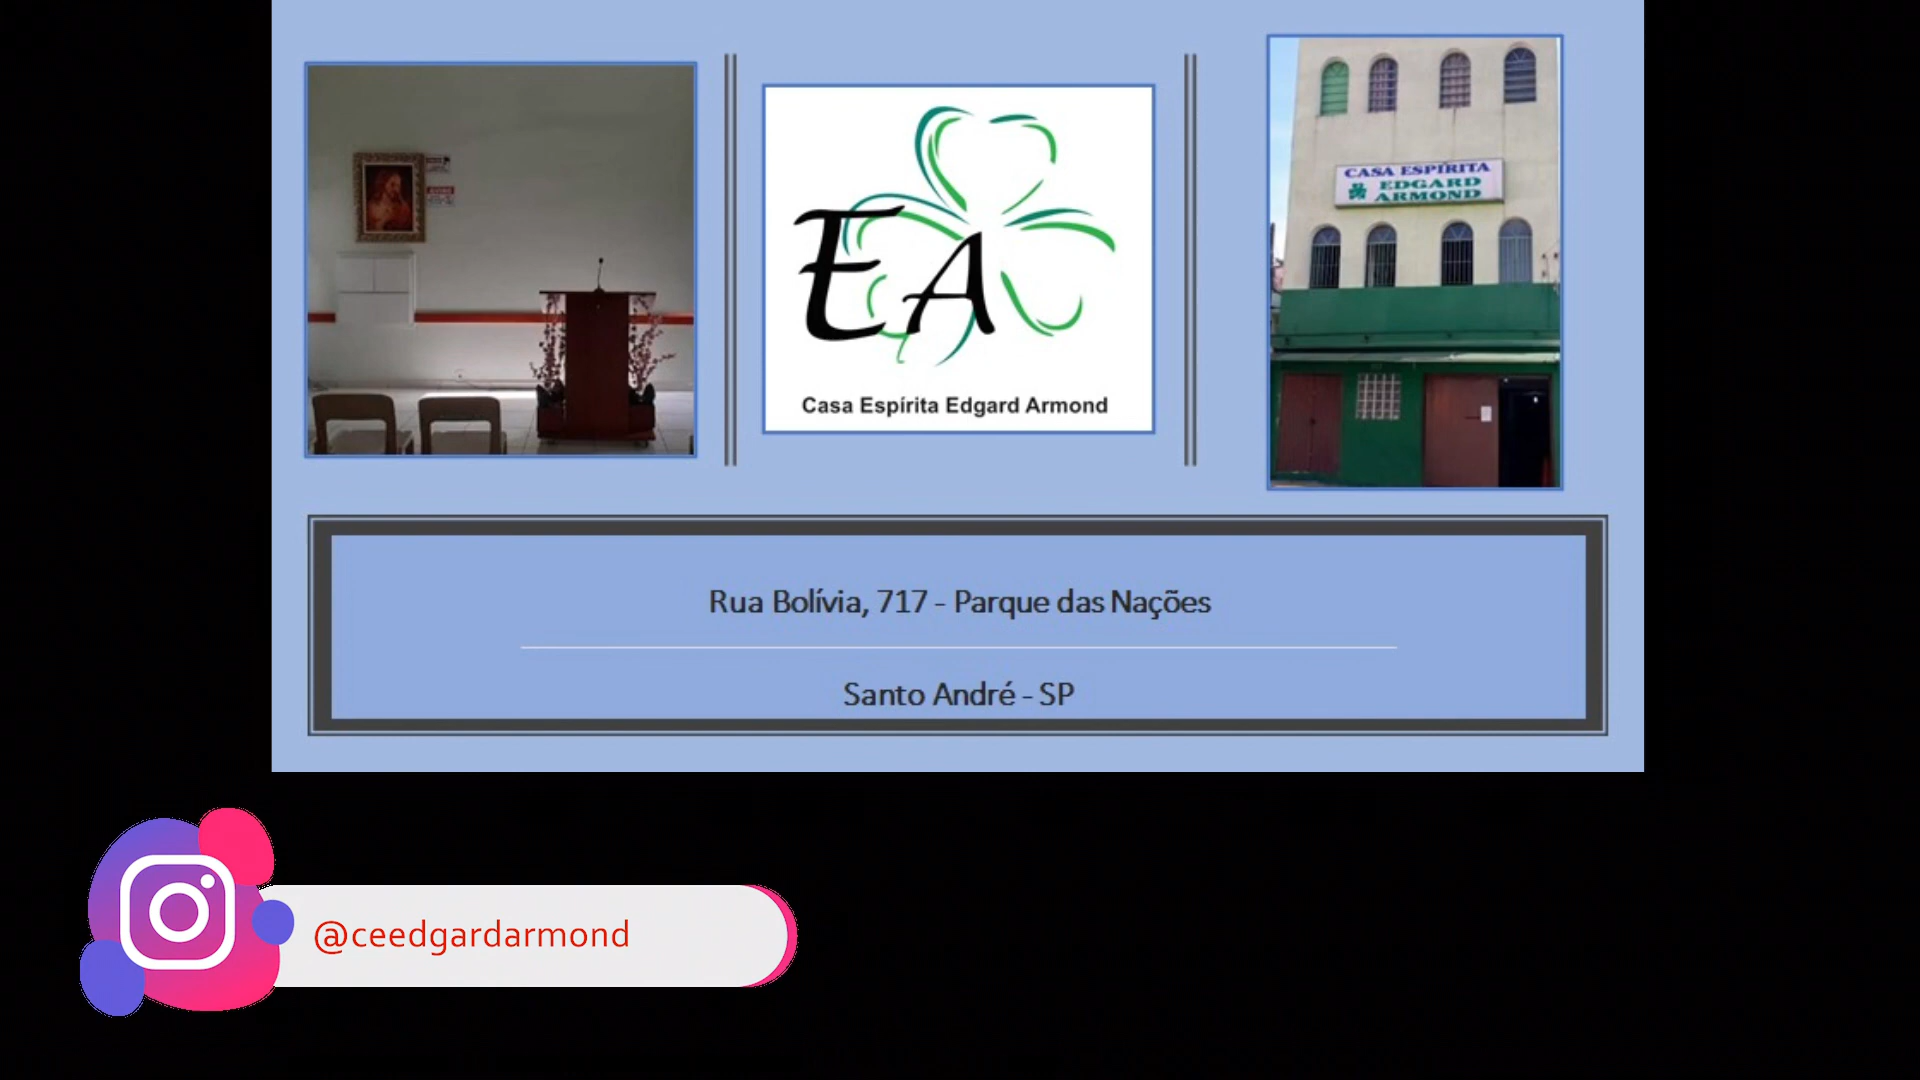 EA
Casa Espírita Edgard Armond
CASA ESPÍRITA
EDGARD
ARMOND
Rua Bolívia, 717 - Parque das Nações
Santo André - SP
@ceedgardarmond